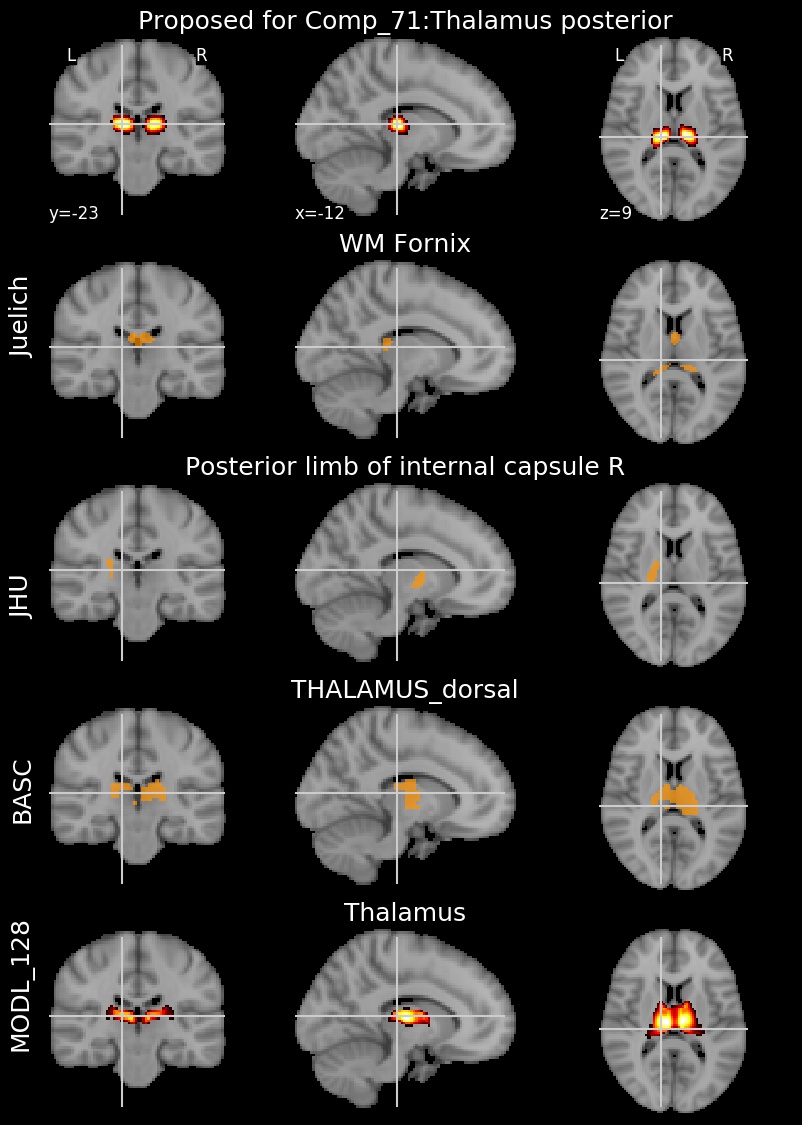 Proposed for Comp_71:Thalamus posterior
L R L R
y=-23 x=-12 z=9
WM Fornix
Juelich
Posterior limb of internal capsule R
JHU
THALAMUS_dorsal
BASC
Thalamus
MODL_128